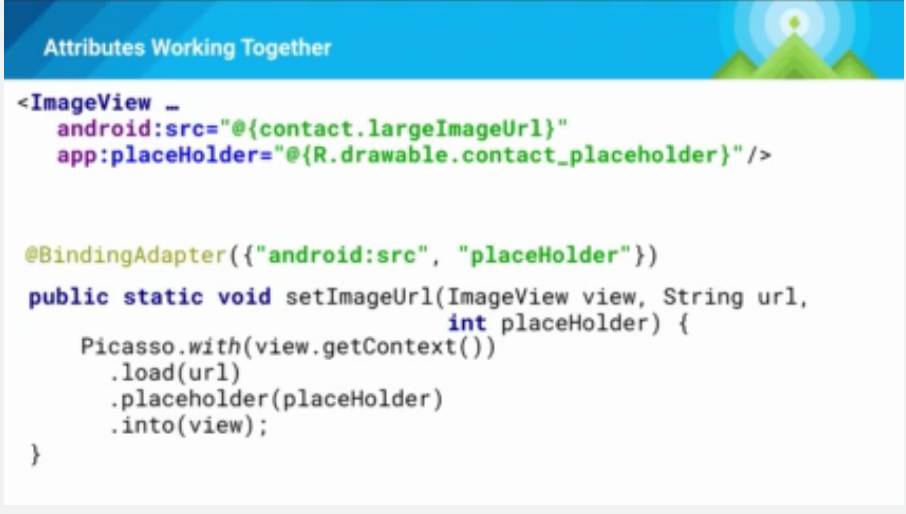 Attributes Working Together
<ImageView …
android:src="@{contact.largeImageUrl}"
app:placeHolder="@{R.drawable.contact_placeholder}"/>
@BindingAdapter({"android:src", "placeHolder"})
public static void setImageUrl(ImageView view, String url,
int placeHolder) {
Picasso.with(view.getContext())
.load(url)
.placeholder(placeHolder)
.into(view);
}